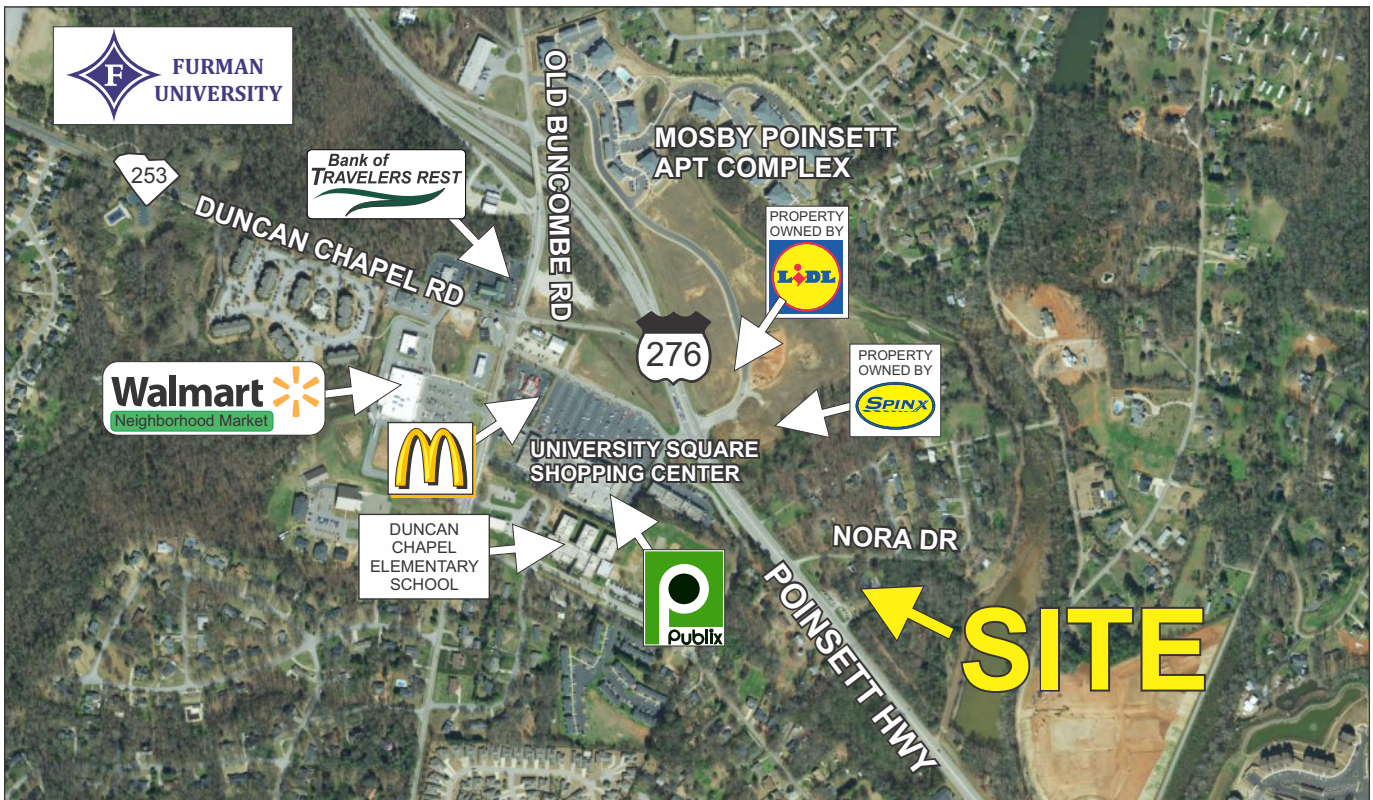 F
FURMAN
UNIVERSITY
253
DUNCAN CHAPEL RD
Bank of
TRAVELERS REST
OLD BUNCOMBE RD
MOSBY POINSETT
APT COMPLEX
PROPERTY
OWNED BY
LIDL
276
PROPERTY
OWNED BY
SPINX
Walmart
Neighborhood Market
M
UNIVERSITY SQUARE
SHOPPING CENTER
DUNCAN
CHAPEL
ELEMENTARY
SCHOOL
P
Publix
NORA DR
POINSETT HWY
SITE